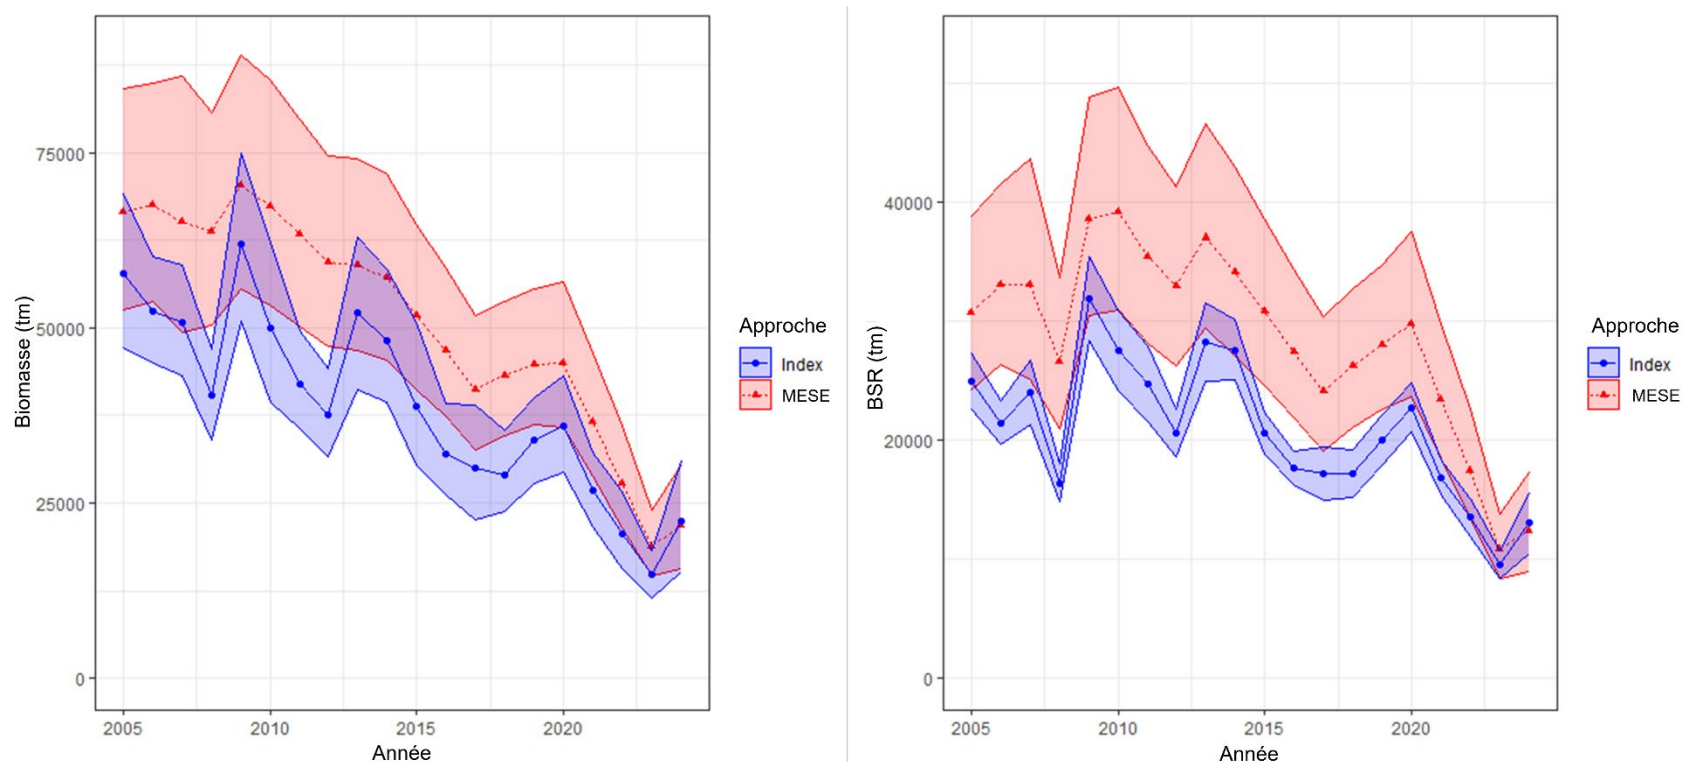 Biomasse (tm)
75000
50000
25000
0
2005 2010 2015 2020
Année
Approche
Index
MESE
BSR (tm)
40000
20000
0
2005 2010 2015 2020
Année
Approche
Index
MESE